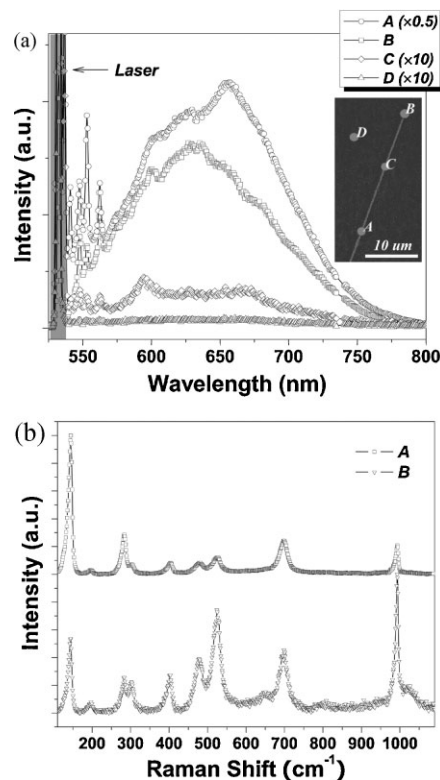 (a)
A (×0.5)
B
C (×10)
D (×10)
Laser
B
D
C
A
10 um
Intensity (a.u.)
550 600 650 700 750 800
Wavelength (nm)
(b)
A
B
Intensity (a.u.)
200 300 400 500 600 700 800 900 1000
Raman Shift (cm⁻¹)